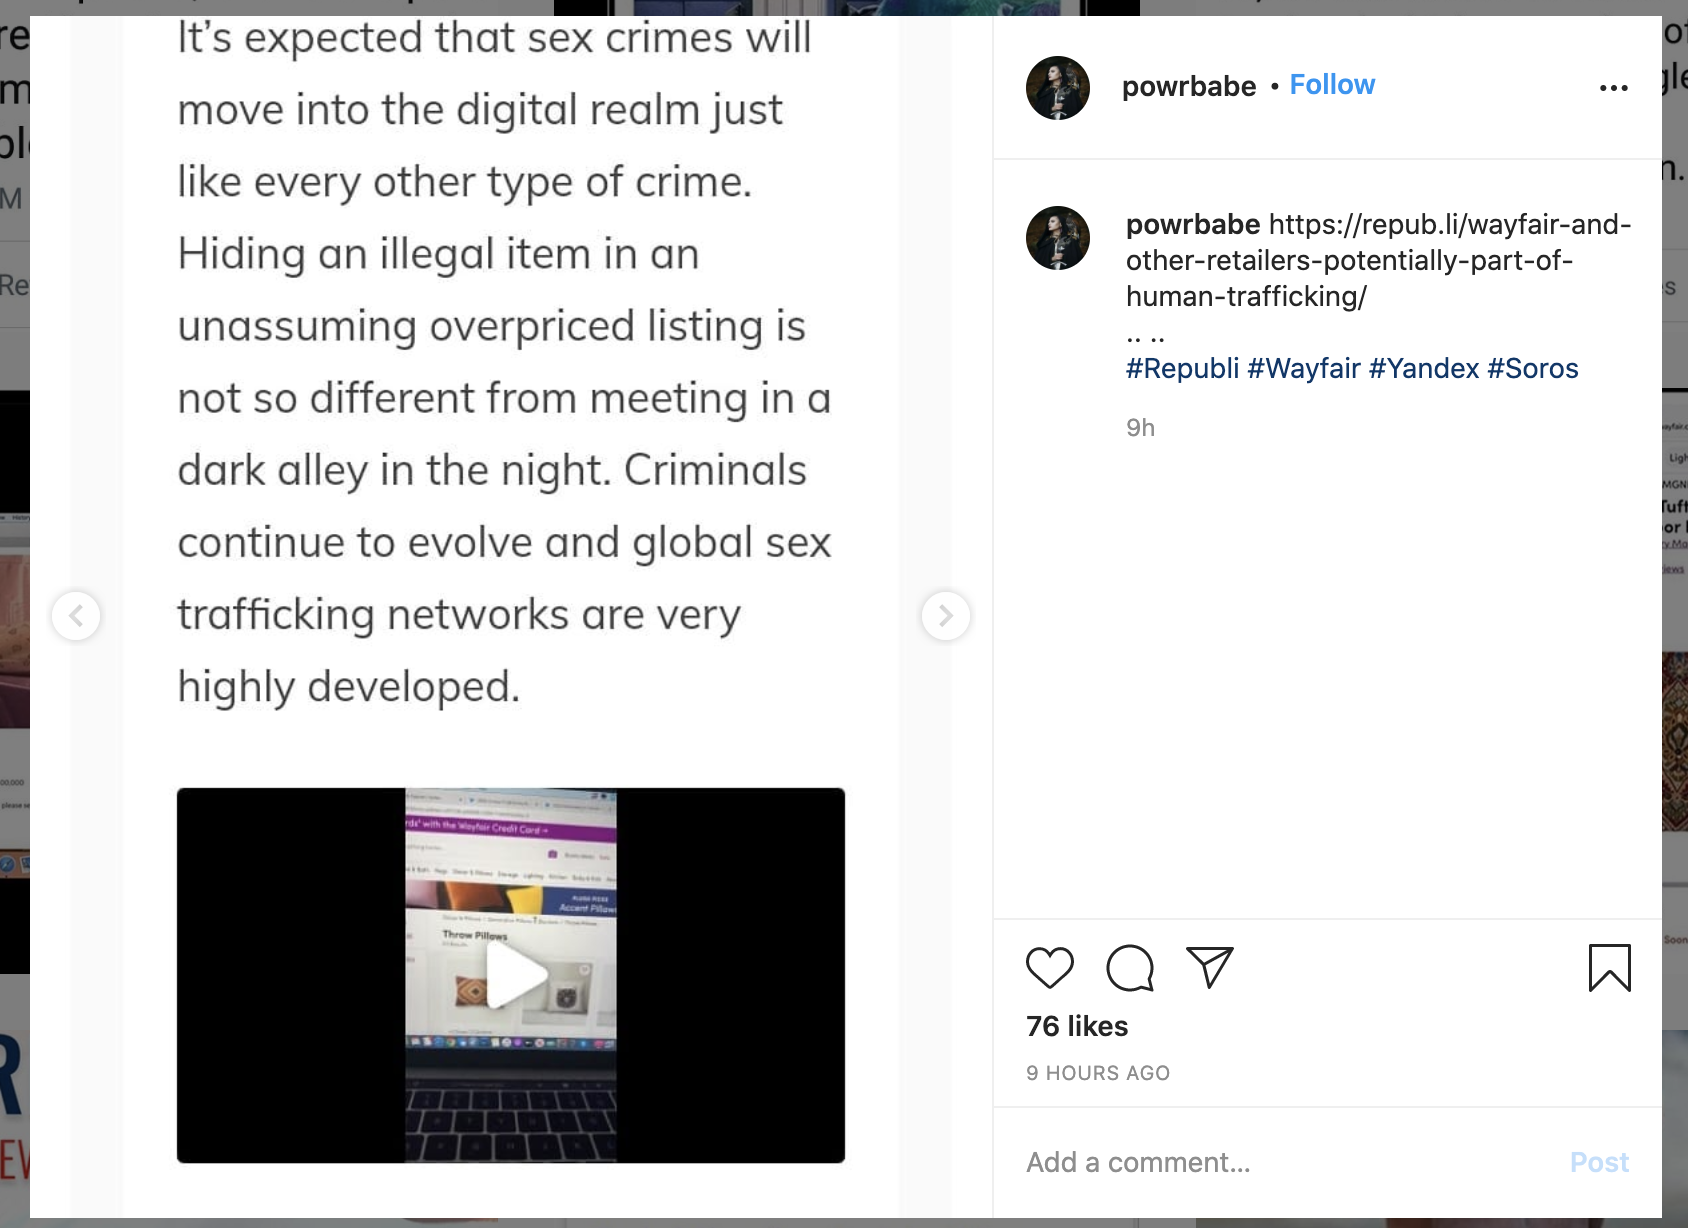 It's expected that sex crimes will
move into the digital realm just
like every other type of crime.
Hiding an illegal item in an
unassuming overpriced listing is
not so different from meeting in a
dark alley in the night. Criminals
continue to evolve and global sex
trafficking networks are very
highly developed.
with the Wayfair Credit Card
Accent Pillows
Throw Pillows
powrbabe • Follow
powrbabe https://repub.li/wayfair-and-
other-retailers-potentially-part-of-
human-trafficking/
.. ..
#Republi #Wayfair #Yandex #Soros
9h
76 likes
9 HOURS AGO
Add a comment...
Post